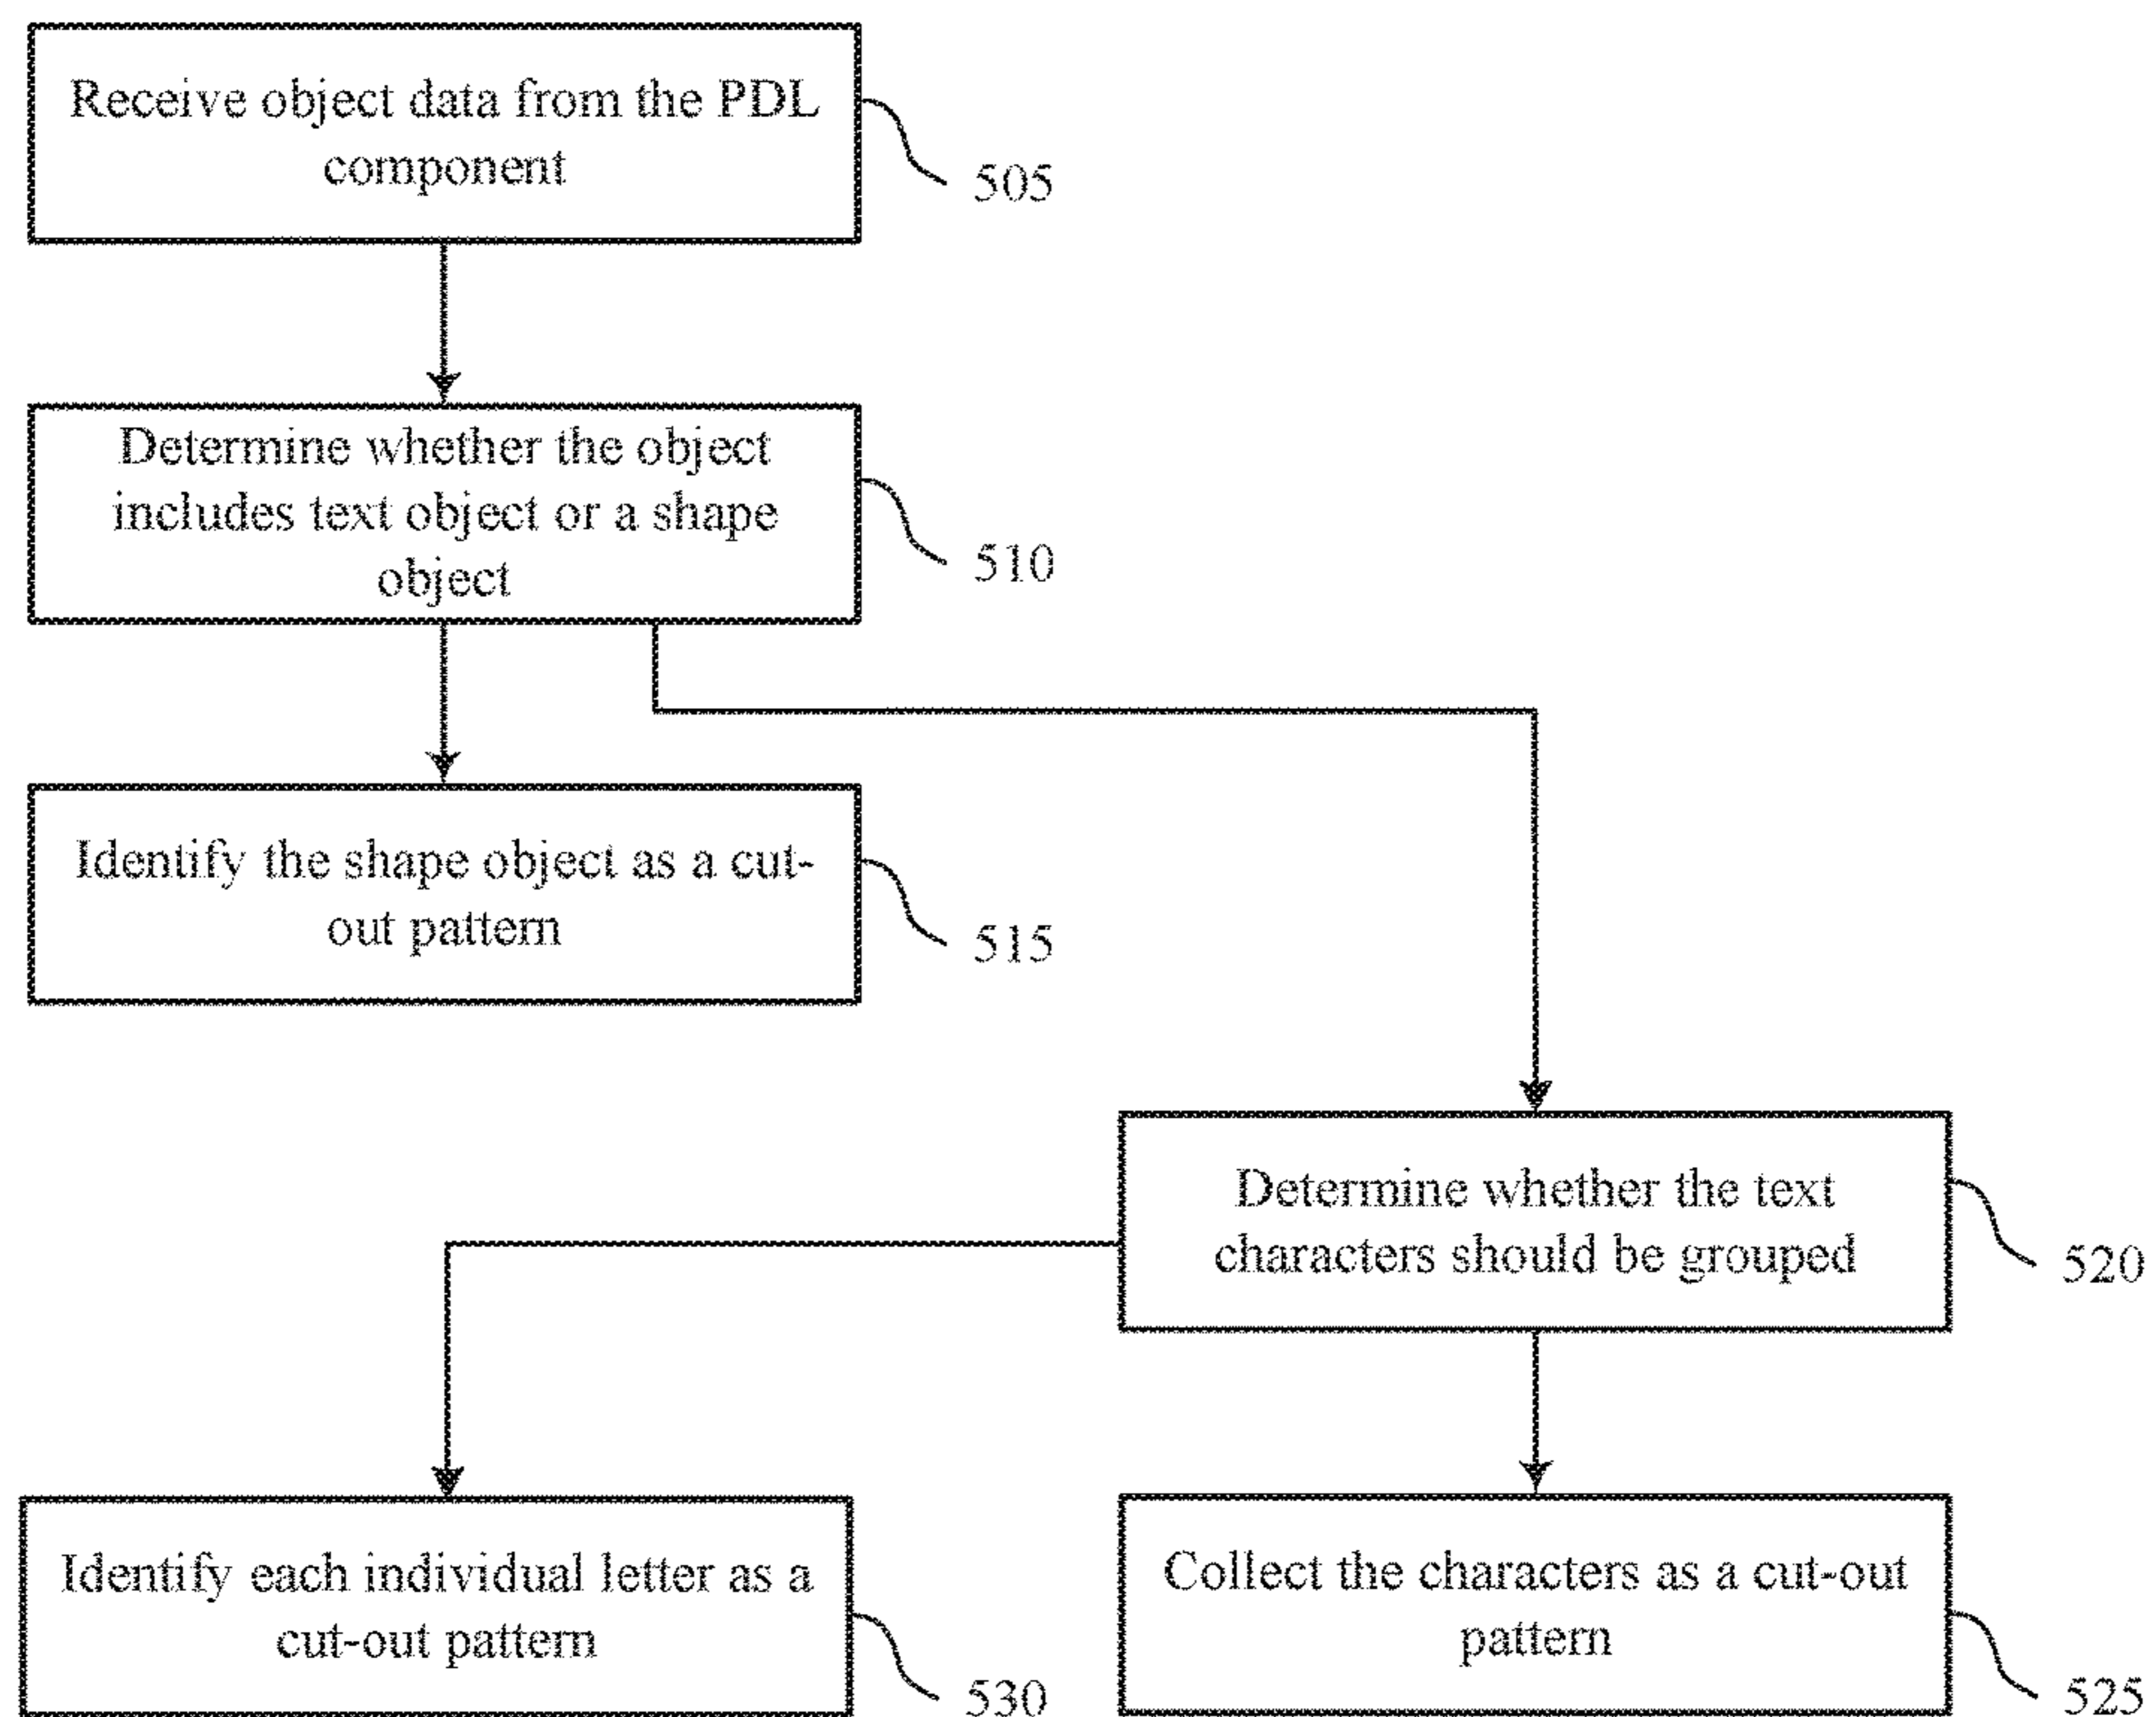 Receive object data from the PDL
component
505
Determine whether the object
includes text object or a shape
object
510
Identify the shape object as a cut-
out pattern
515
Determine whether the text
characters should be grouped
520
Identify each individual letter as a
cut-out pattern
530
Collect the characters as a cut-out
pattern
525